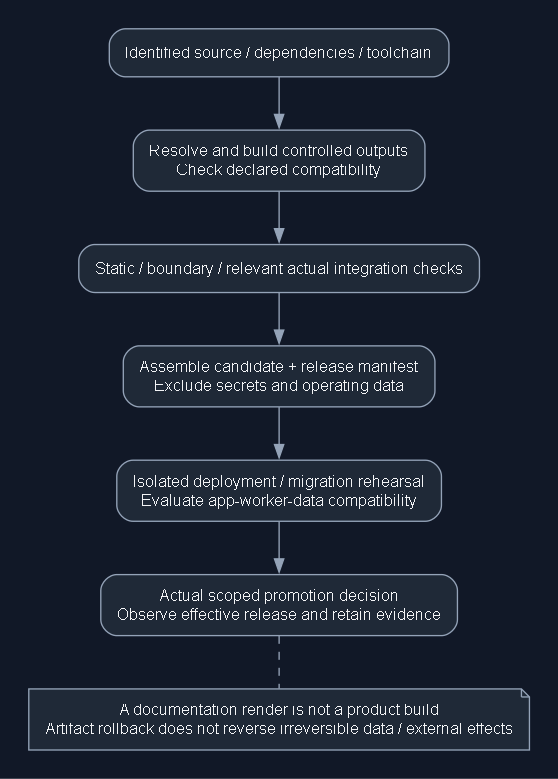 Identified source / dependencies / toolchain
Resolve and build controlled outputs
Check declared compatibility
Static / boundary / relevant actual integration checks
Assemble candidate + release manifest
Exclude secrets and operating data
Isolated deployment / migration rehearsal
Evaluate app-worker-data compatibility
Actual scoped promotion decision
Observe effective release and retain evidence
A documentation render is not a product build
Artifact rollback does not reverse irreversible data / external effects